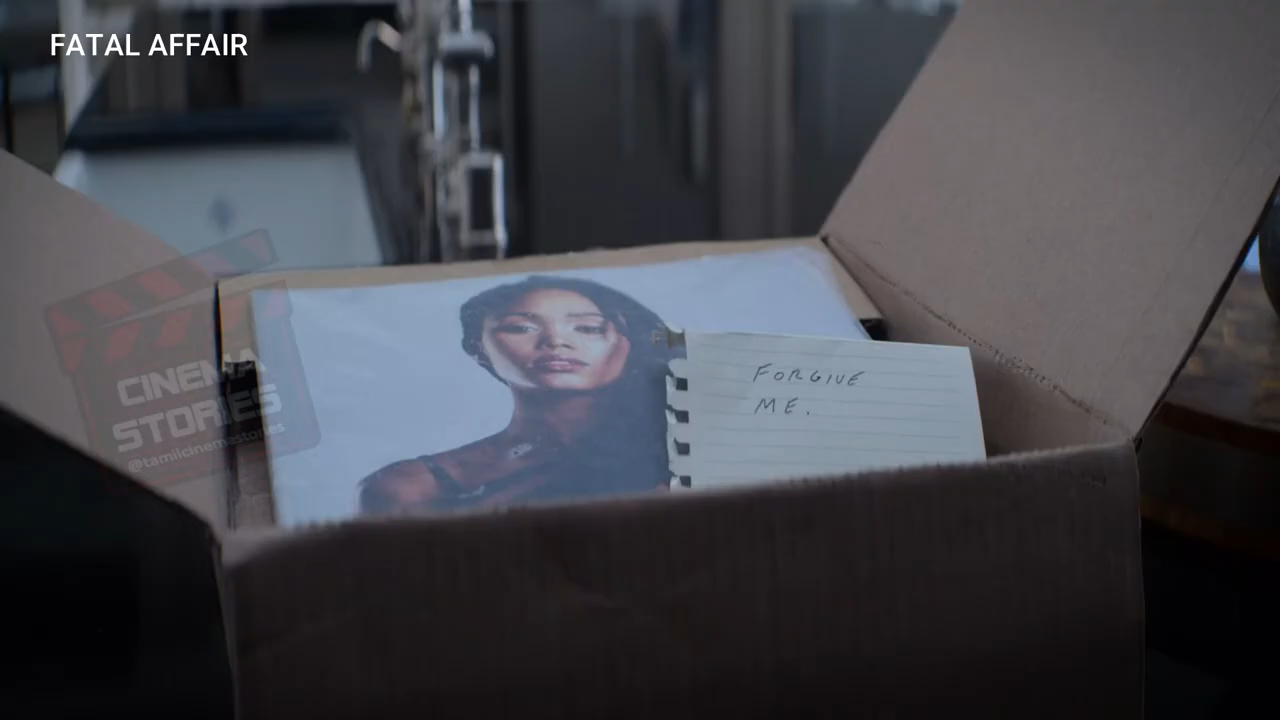 FATAL AFFAIR
CINEMA
STORIES
@tamilcinemastories
FORGIVE
ME.